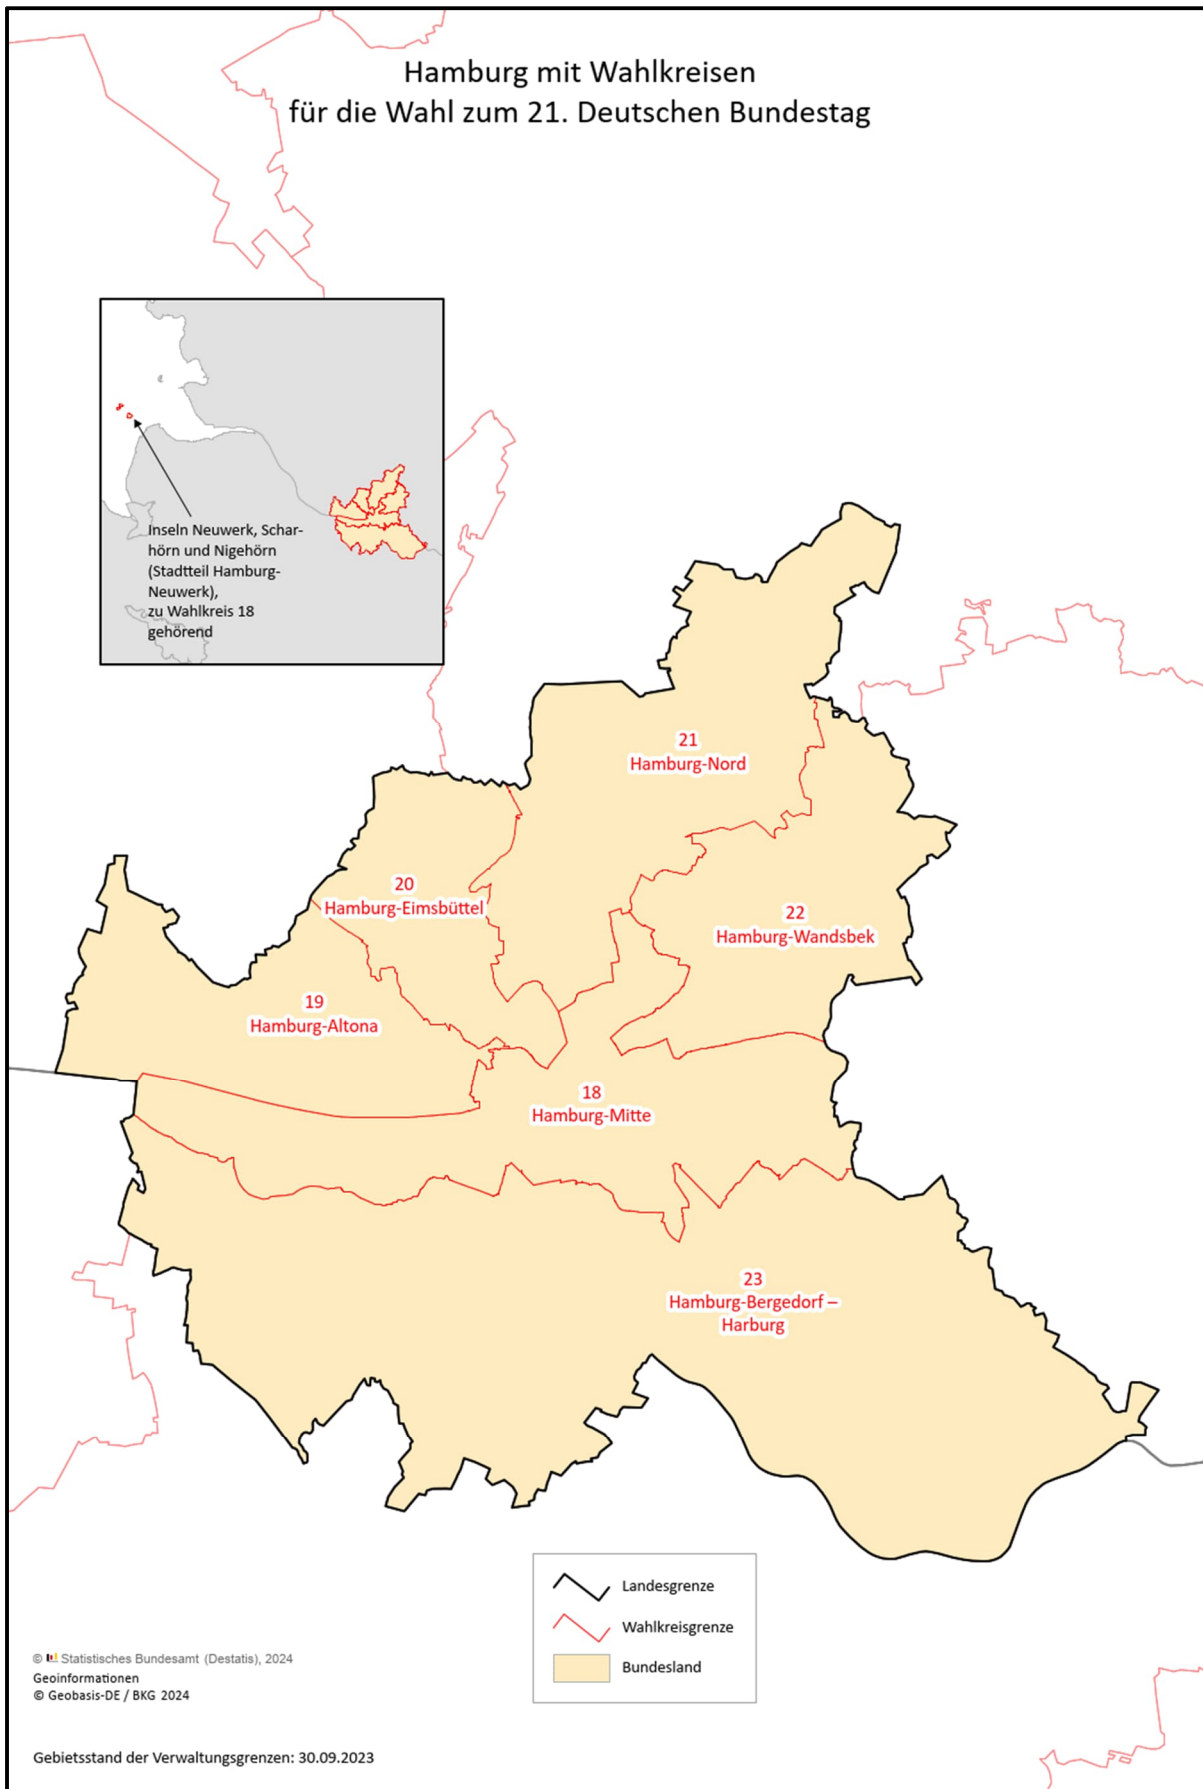 Hamburg mit Wahlkreisen
für die Wahl zum 21. Deutschen Bundestag
Inseln Neuwerk, Schar-
hörn und Nigehörn
(Stadtteil Hamburg-
Neuwerk),
zu Wahlkreis 18
gehörend
21
Hamburg-Nord
20
Hamburg-Eimsbüttel
22
Hamburg-Wandsbek
19
Hamburg-Altona
18
Hamburg-Mitte
23
Hamburg-Bergedorf –
Harburg
Landesgrenze
Wahlkreisgrenze
Bundesland
© Statistisches Bundesamt (Destatis), 2024
Geoinformationen
© Geobasis-DE / BKG 2024
Gebietsstand der Verwaltungsgrenzen: 30.09.2023